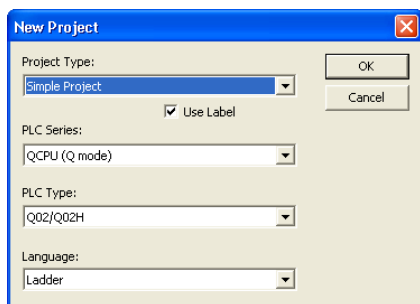 New Project
Project Type:
OK
Simple Project
Cancel
Use Label
PLC Series:
QCPU (Q mode)
PLC Type:
Q02/Q02H
Language:
Ladder